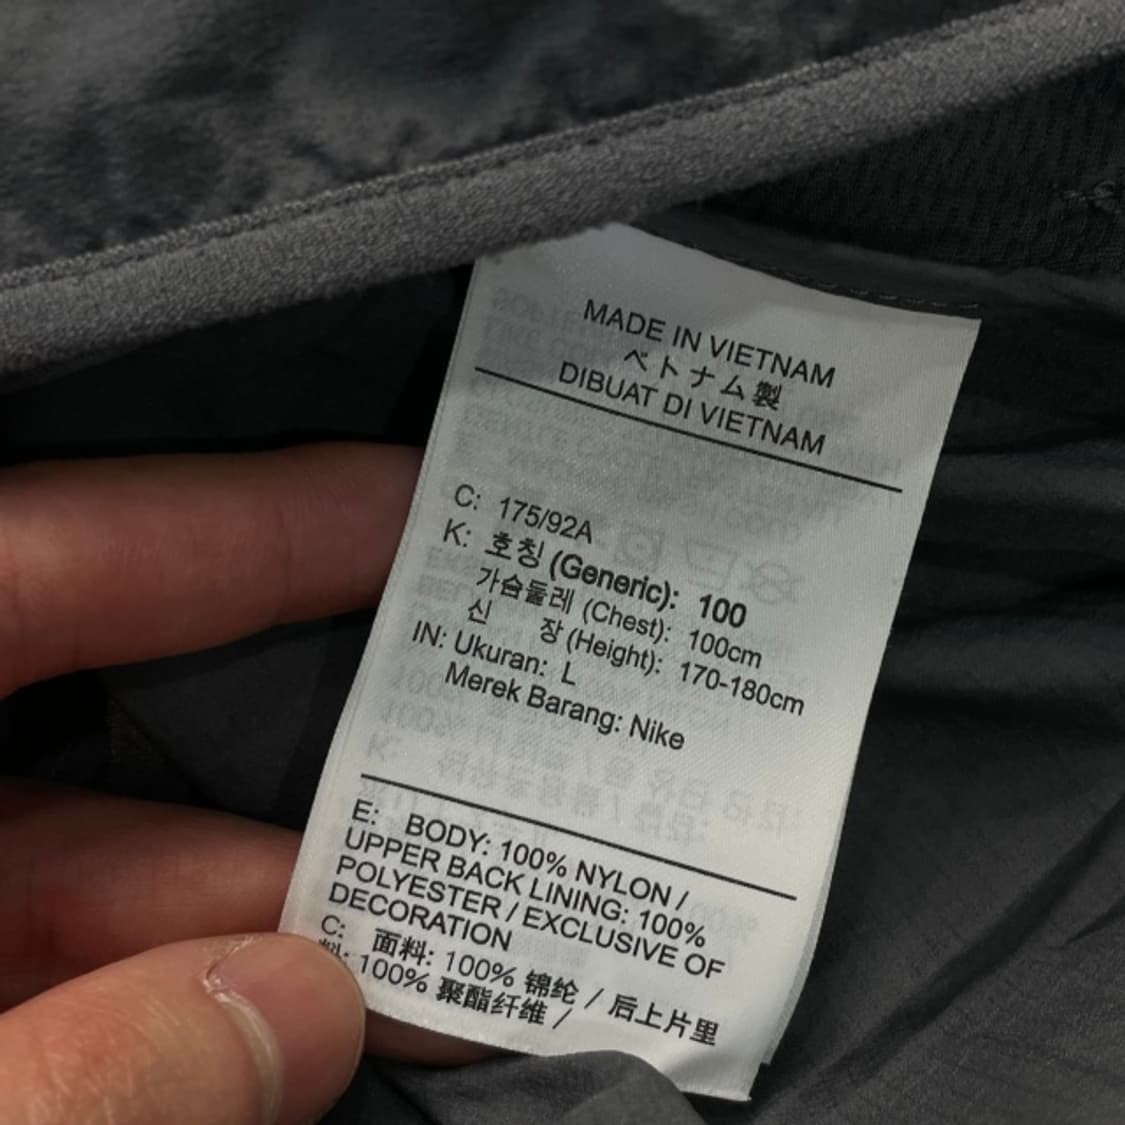 MADE IN VIETNAM
ベトナム製
DIBUAT DI VIETNAM
C: 175/92A
K: 호칭 (Generic): 100
가슴둘레 (Chest): 100cm
신 장 (Height): 170-180cm
IN: Ukuran: L
Merek Barang: Nike
E: BODY: 100% NYLON /
UPPER BACK LINING: 100%
POLYESTER / EXCLUSIVE OF
DECORATION
C: 面料: 100% 锦纶 / 后上片里
料: 100% 聚酯纤维 /